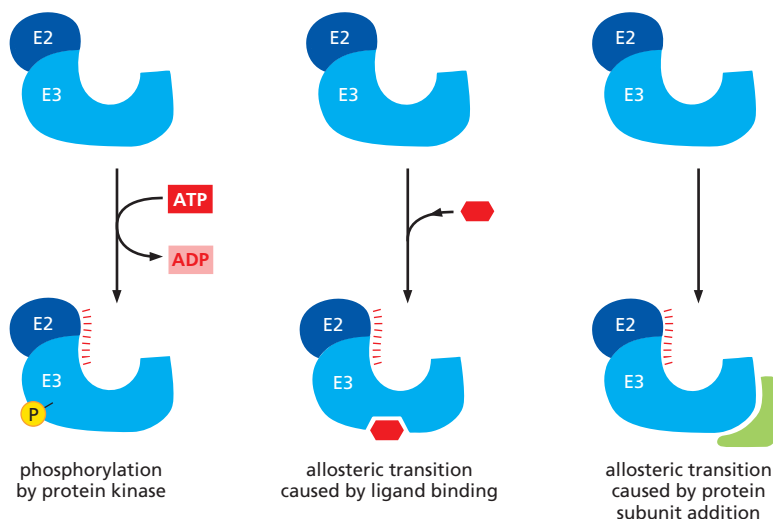 E2
E3
E2
E3
E2
E3
ATP
ADP
E2
E3
P
E2
E3
E2
E3
phosphorylation
by protein kinase
allosteric transition
caused by ligand binding
allosteric transition
caused by protein
subunit addition